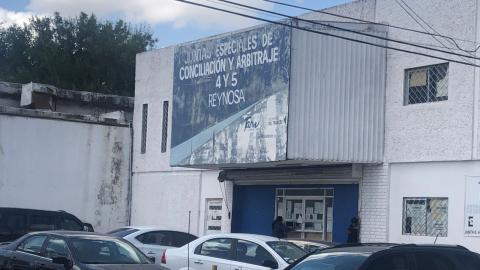 JUNTAS ESPECIALES DE
CONCILIACIÓN Y ARBITRAJE
4 Y 5
REYNOSA